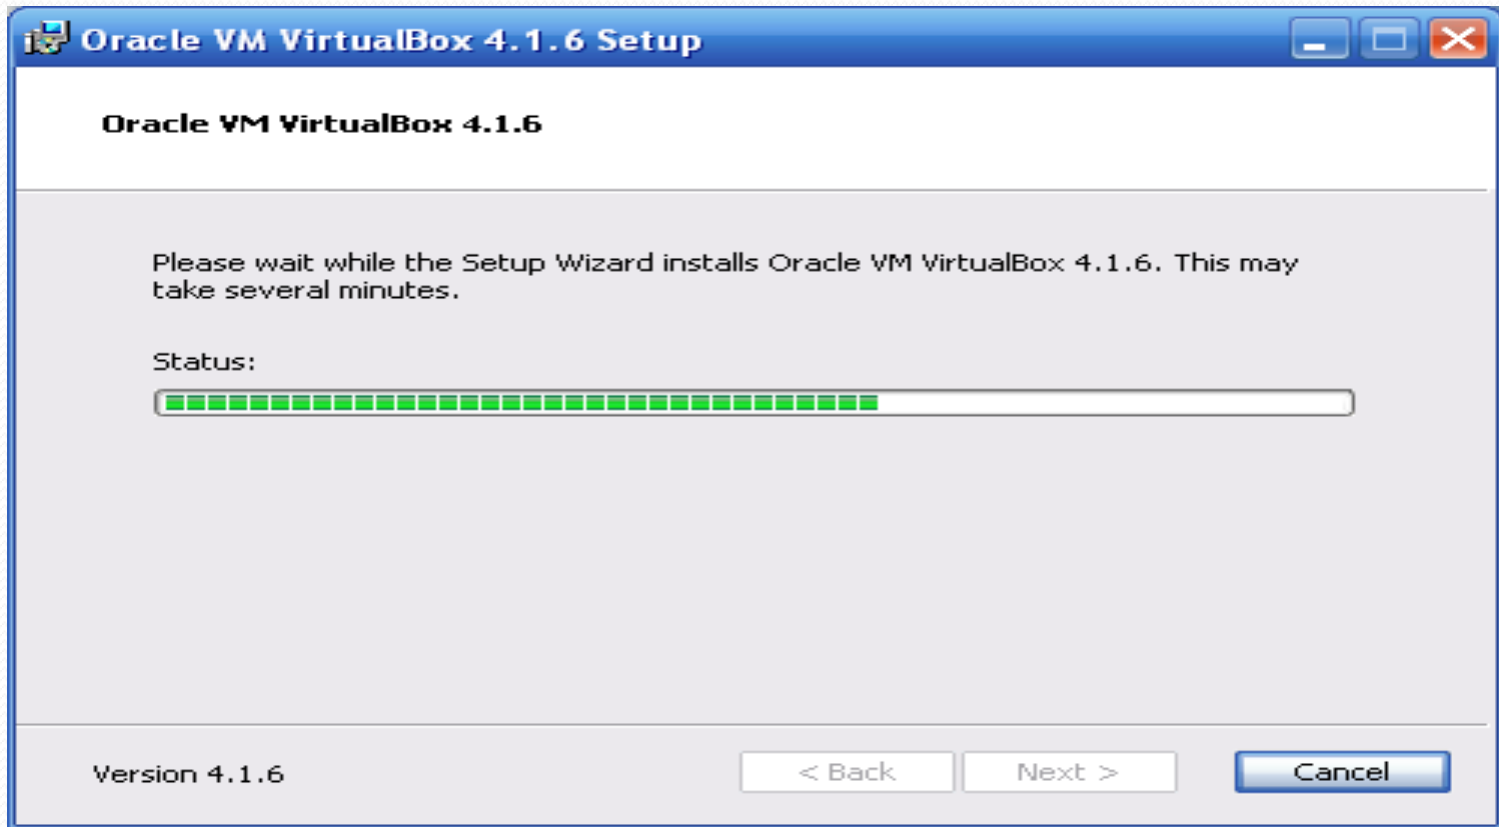 Oracle VM VirtualBox 4.1.6 Setup
Oracle VM VirtualBox 4.1.6
Please wait while the Setup Wizard installs Oracle VM VirtualBox 4.1.6. This may
take several minutes.
Status:
Version 4.1.6
< Back
Next >
Cancel